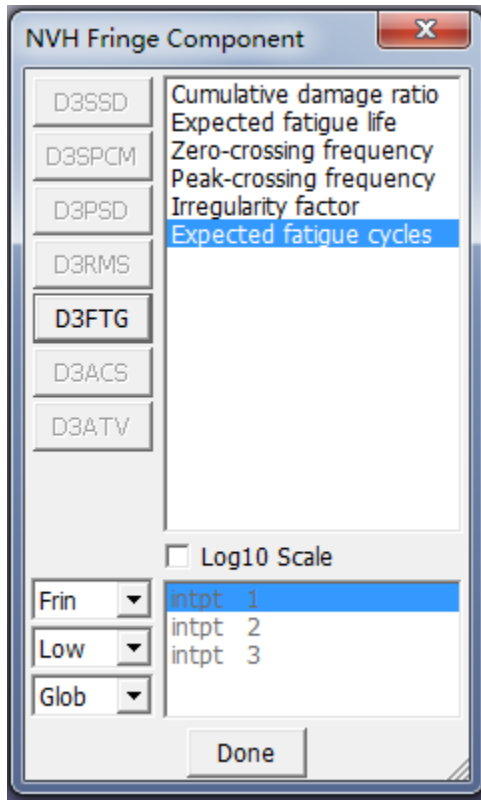 NVH Fringe Component
D3SSD
D3SPCM
D3PSD
D3RMS
D3FTG
D3ACS
D3ATV
Cumulative damage ratio
Expected fatigue life
Zero-crossing frequency
Peak-crossing frequency
Irregularity factor
Expected fatigue cycles
Log10 Scale
Frin
Low
Glob
intpt 1
intpt 2
intpt 3
Done